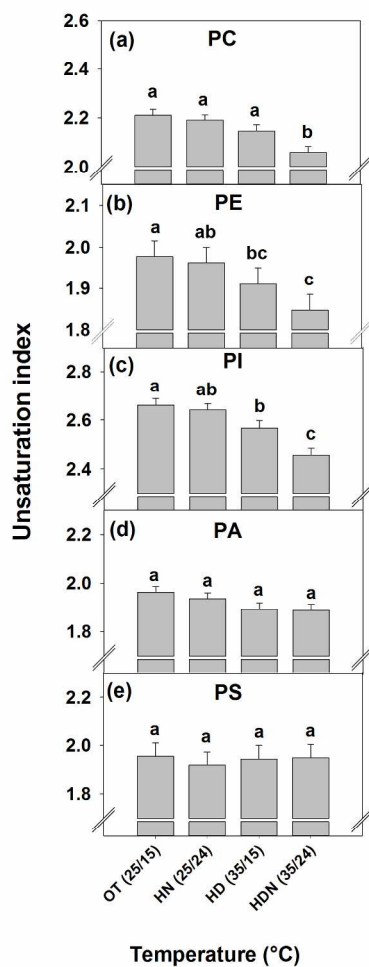 Unsaturation index
2.6
(a) PC
2.4
a a a b
2.2
2.0
2.1
(b) PE
a ab bc c
2.0
1.9
1.8
2.8
(c) PI
a ab b c
2.6
2.4
2.2
(d) PA
a a a a
2.0
1.8
2.2
(e) PS
a a a a
2.0
1.8
OT (25/15) HN (25/24) HD (35/15) HDN (35/24)
Temperature (°C)